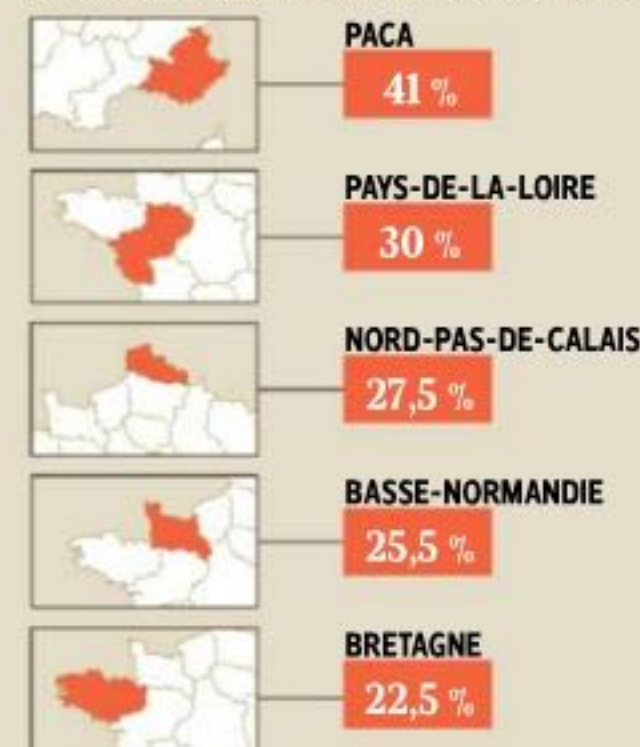 PACA
41 %
PAYS-DE-LA-LOIRE
30 %
NORD-PAS-DE-CALAIS
27,5 %
BASSE-NORMANDIE
25,5 %
BRETAGNE
22,5 %